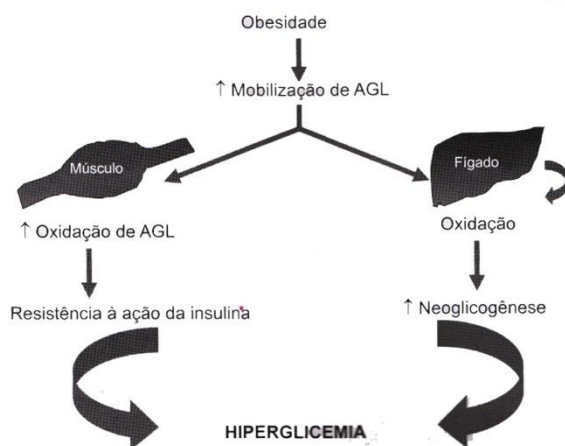 Obesidade
↑ Mobilização de AGL
Músculo
Fígado
↑ Oxidação de AGL
Oxidação
Resistência à ação da insulina
↑ Neoglicogênese
HIPERGLICEMIA